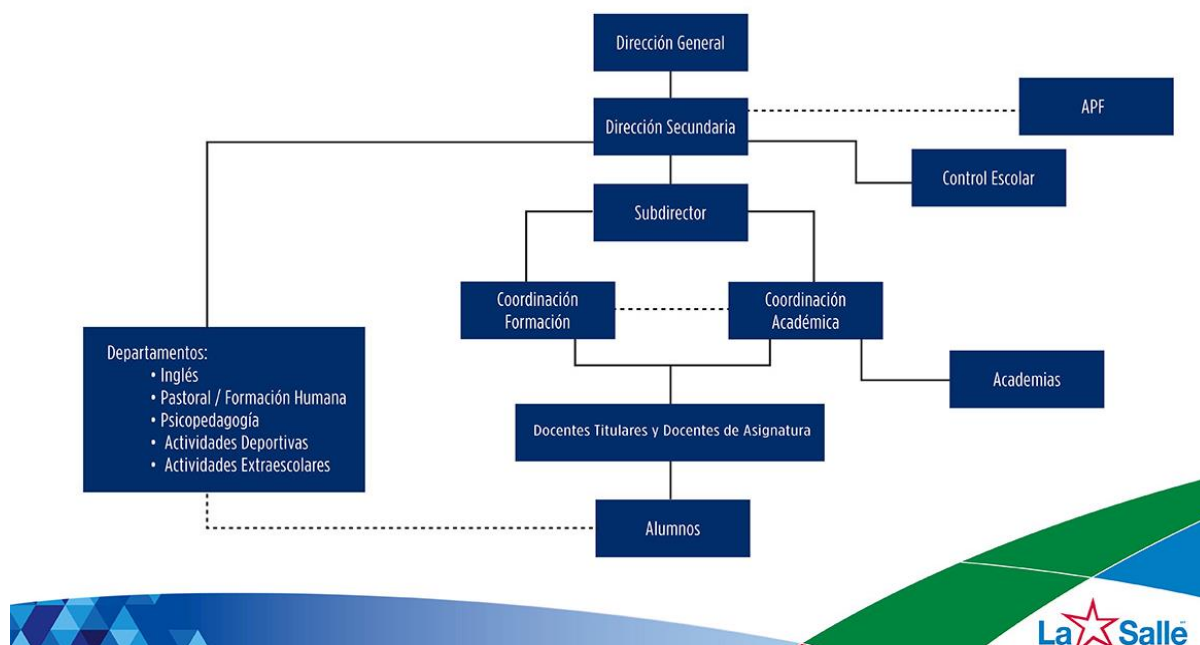 Dirección General
Dirección Secundaria
APF
Control Escolar
Subdirector
Coordinación
Formación
Coordinación
Académica
Departamentos:
• Inglés
• Pastoral / Formación Humana
• Psicopedagogía
• Actividades Deportivas
• Actividades Extraescolares
Academias
Docentes Titulares y Docentes de Asignatura
Alumnos
La Salle